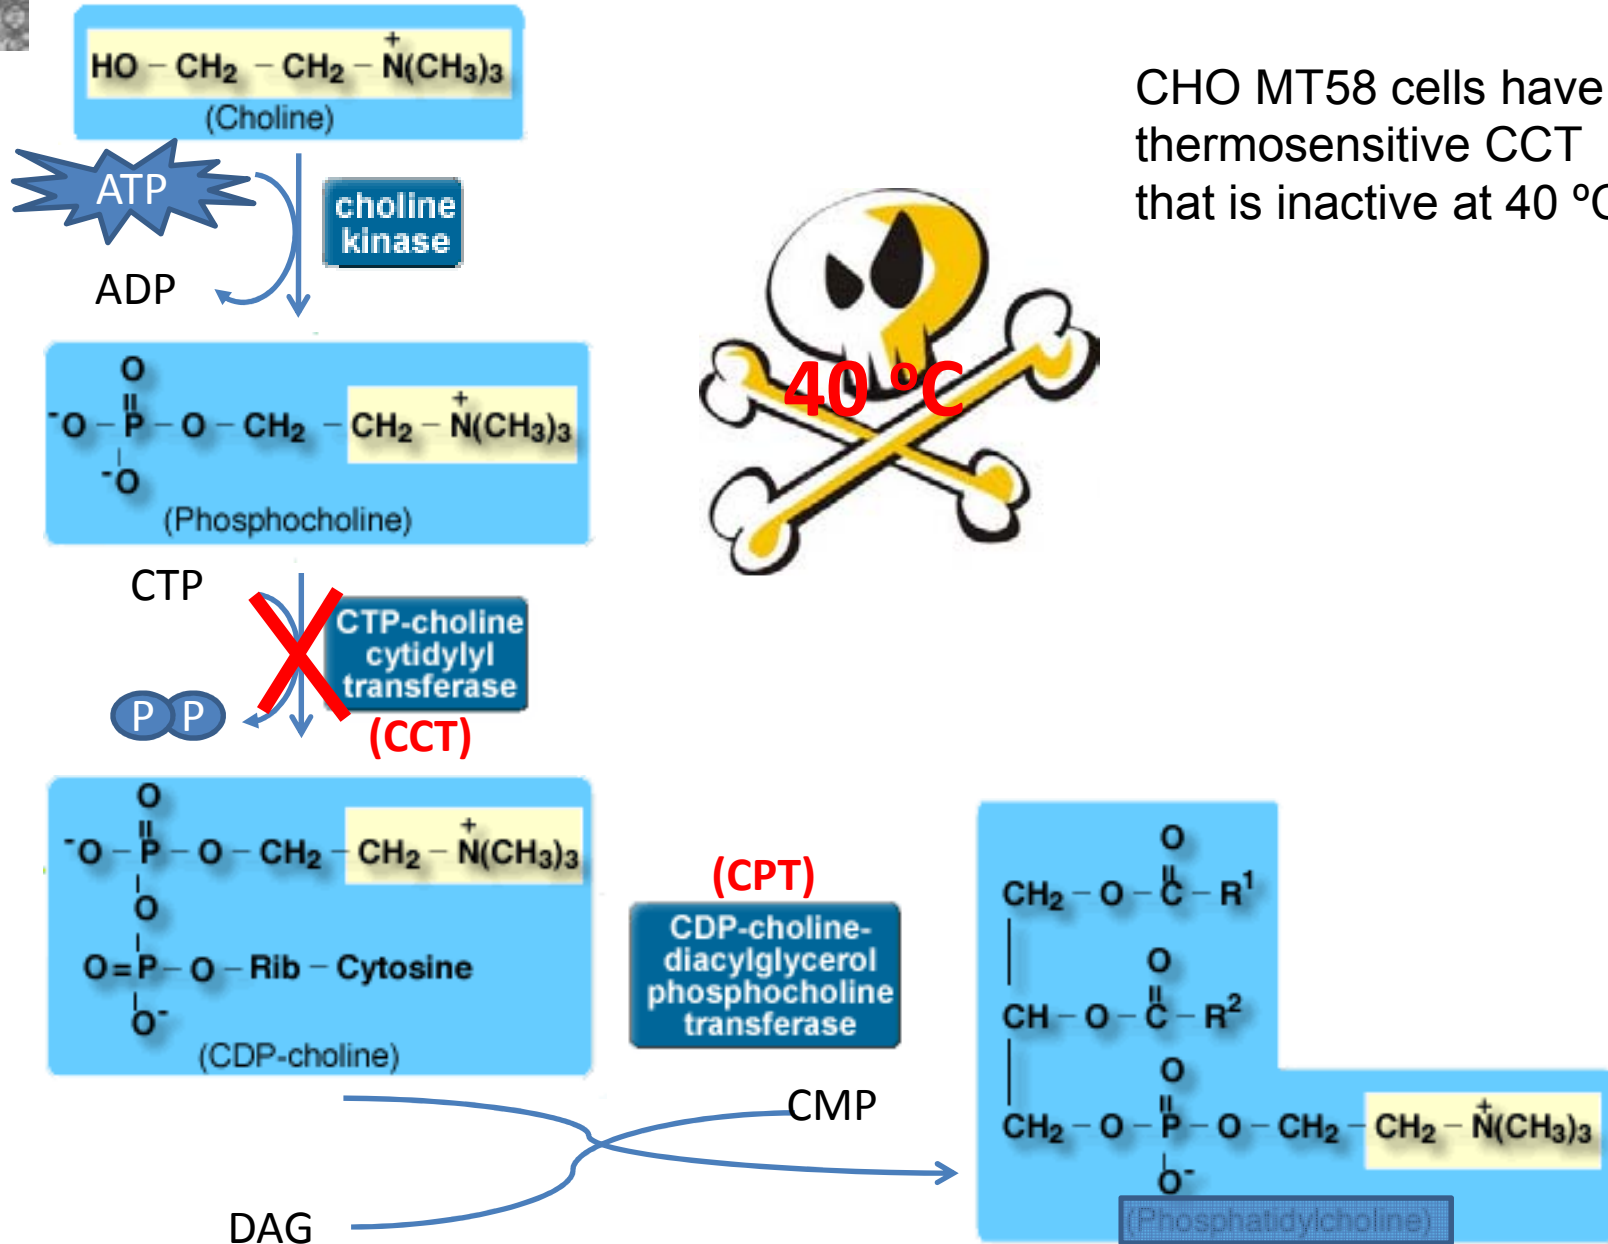 HO – CH₂ – CH₂ – N⁺(CH₃)₃
(Choline)
CHO MT58 cells have
thermosensitive CCT
that is inactive at 40 º
ATP
choline
kinase
ADP
40 ºC
O
⁻O – P – O – CH₂ – CH₂ – N⁺(CH₃)₃
⁻O
(Phosphocholine)
CTP
CTP-choline
cytidylyl
transferase
P P
(CCT)
O
⁻O – P – O – CH₂ – CH₂ – N⁺(CH₃)₃
O
O=P – O – Rib – Cytosine
O⁻
(CDP-choline)
(CPT)
CDP-choline-
diacylglycerol
phosphocholine
transferase
CMP
DAG
O
CH₂ – O – C – R¹
O
CH – O – C – R²
O
CH₂ – O – P – O – CH₂ – CH₂ – N⁺(CH₃)₃
O⁻
(Phosphatidylcholine)